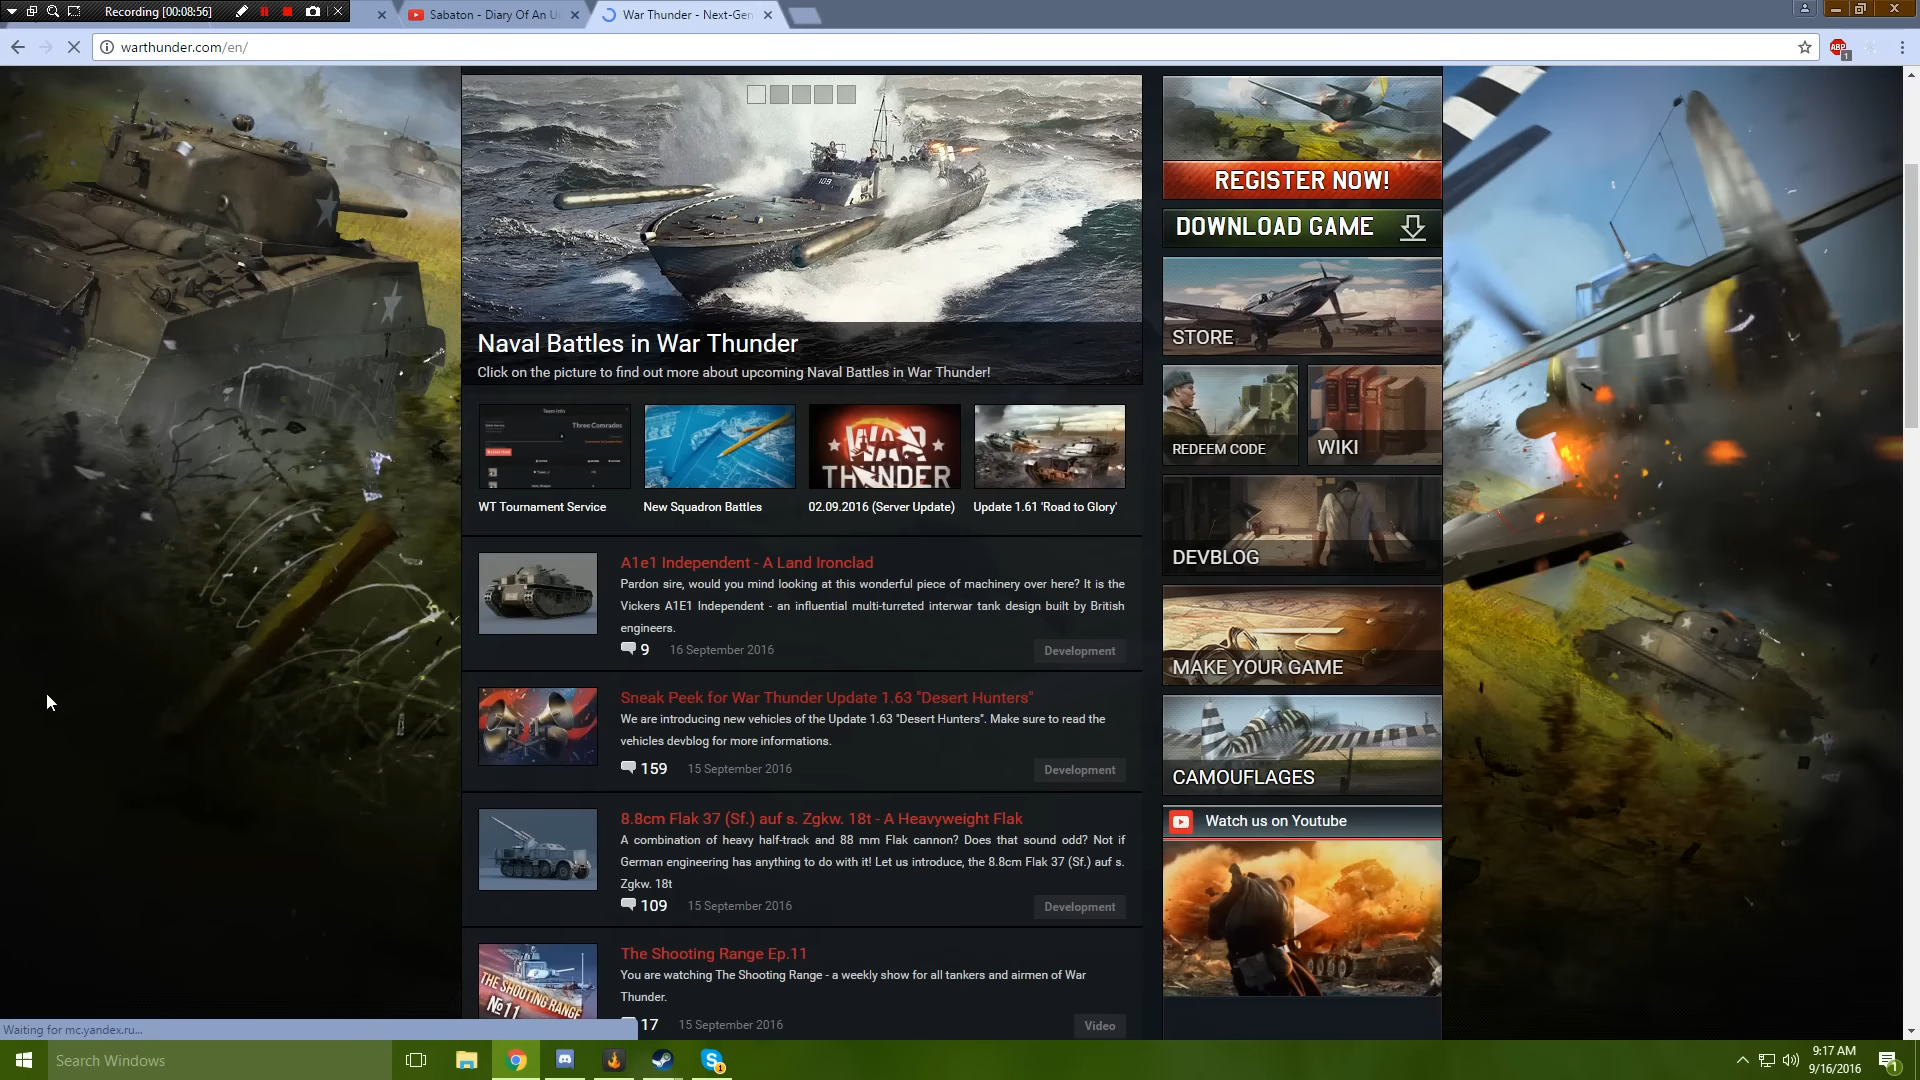 Recording [00:08:56]
Sabaton - Diary Of An U
War Thunder - Next-Gen
warthunder.com/en/
ABP
1
109
Naval Battles in War Thunder
Click on the picture to find out more about upcoming Naval Battles in War Thunder!
REGISTER NOW!
DOWNLOAD GAME
STORE
REDEEM CODE
WIKI
DEVBLOG
MAKE YOUR GAME
CAMOUFLAGES
Watch us on Youtube
Team Info
Three Comrades
WAR
THUNDER
WT Tournament Service
New Squadron Battles
02.09.2016 (Server Update)
Update 1.61 'Road to Glory'
A1e1 Independent - A Land Ironclad
Pardon sire, would you mind looking at this wonderful piece of machinery over here? It is the
Vickers A1E1 Independent - an influential multi-turreted interwar tank design built by British
engineers.
9
16 September 2016
Development
Sneak Peek for War Thunder Update 1.63 "Desert Hunters"
We are introducing new vehicles of the Update 1.63 "Desert Hunters". Make sure to read the
vehicles devblog for more informations.
159
15 September 2016
Development
8.8cm Flak 37 (Sf.) auf s. Zgkw. 18t - A Heavyweight Flak
A combination of heavy half-track and 88 mm Flak cannon? Does that sound odd? Not if
German engineering has anything to do with it! Let us introduce, the 8.8cm Flak 37 (Sf.) auf s.
Zgkw. 18t
109
15 September 2016
Development
The Shooting Range Ep.11
You are watching The Shooting Range - a weekly show for all tankers and airmen of War
Thunder.
THE SHOOTING RANGE
№11
17
15 September 2016
Video
Waiting for mc.yandex.ru...
Search Windows
1
9:17 AM
9/16/2016
1